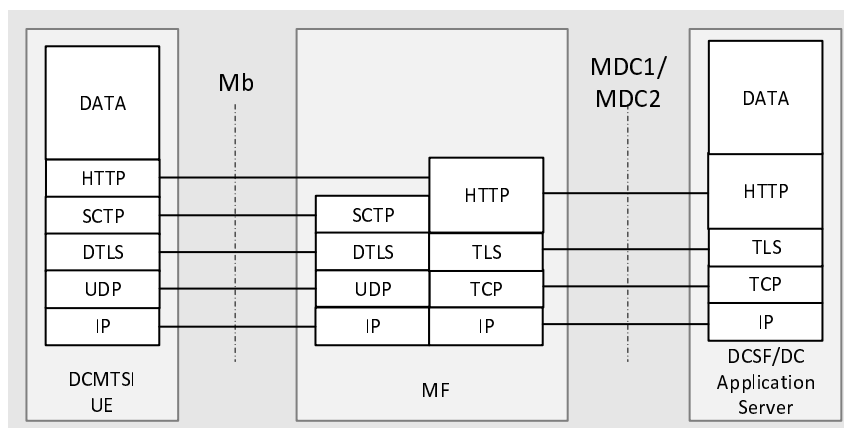 DATA
HTTP
SCTP
DTLS
UDP
IP
DCMTSI
UE
Mb
SCTP
DTLS
UDP
IP
HTTP
TLS
TCP
IP
MF
MDC1/
MDC2
DATA
HTTP
TLS
TCP
IP
DCSF/DC
Application
Server